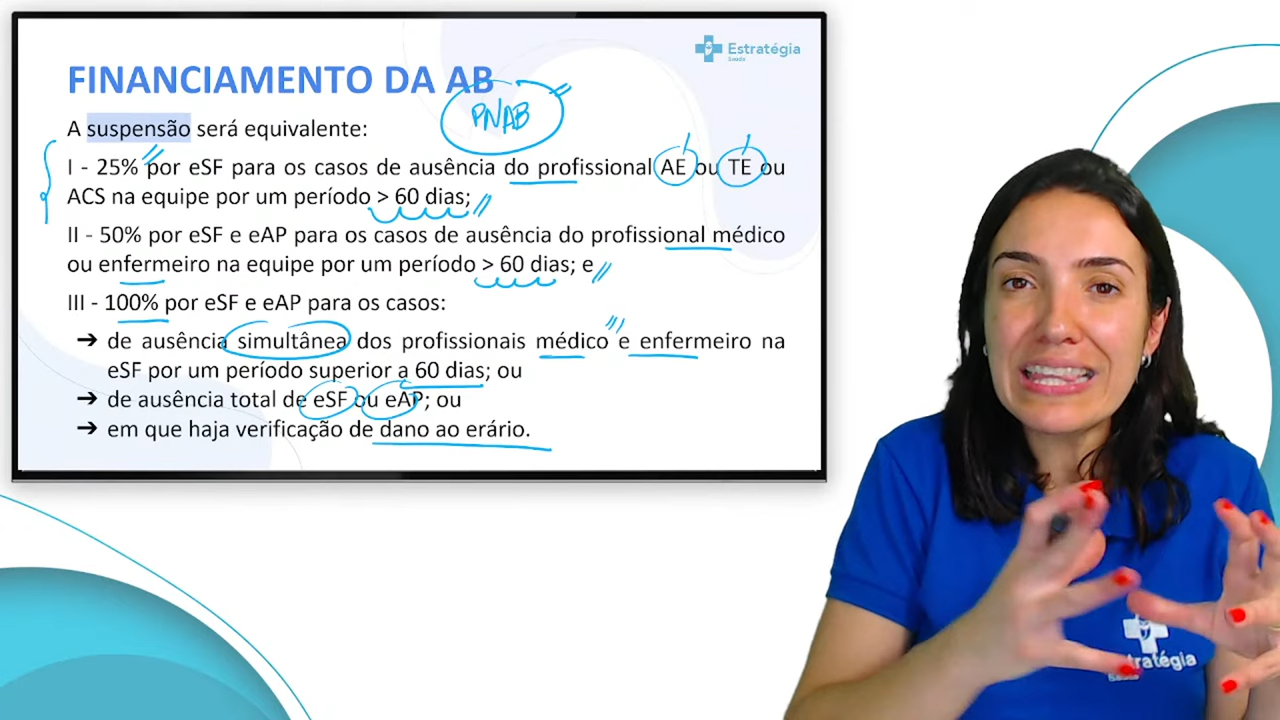 Estratégia
Saúde
FINANCIAMENTO DA AB
PNAB
A suspensão será equivalente:
I - 25% por eSF para os casos de ausência do profissional AE ou TE ou
ACS na equipe por um período > 60 dias;
II - 50% por eSF e eAP para os casos de ausência do profissional médico
ou enfermeiro na equipe por um período > 60 dias; e
III - 100% por eSF e eAP para os casos:
➔ de ausência simultânea dos profissionais médico e enfermeiro na
eSF por um período superior a 60 dias; ou
➔ de ausência total de eSF ou eAP; ou
➔ em que haja verificação de dano ao erário.